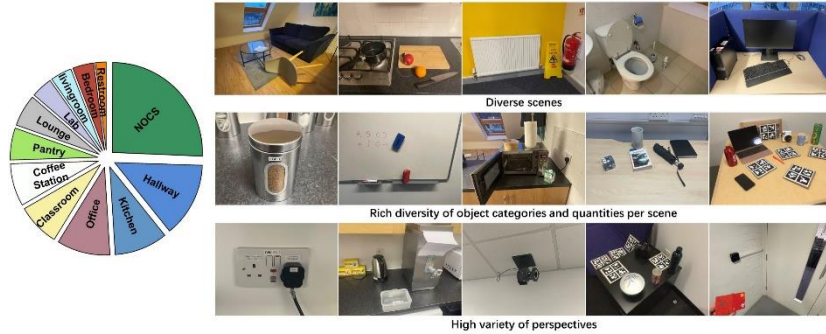 NOCS
Hallway
Kitchen
Office
Classroom
Coffee
Station
Pantry
Lounge
Lab
livingroom
Bedroom
Restroom
Diverse scenes
Rich diversity of object categories and quantities per scene
High variety of perspectives